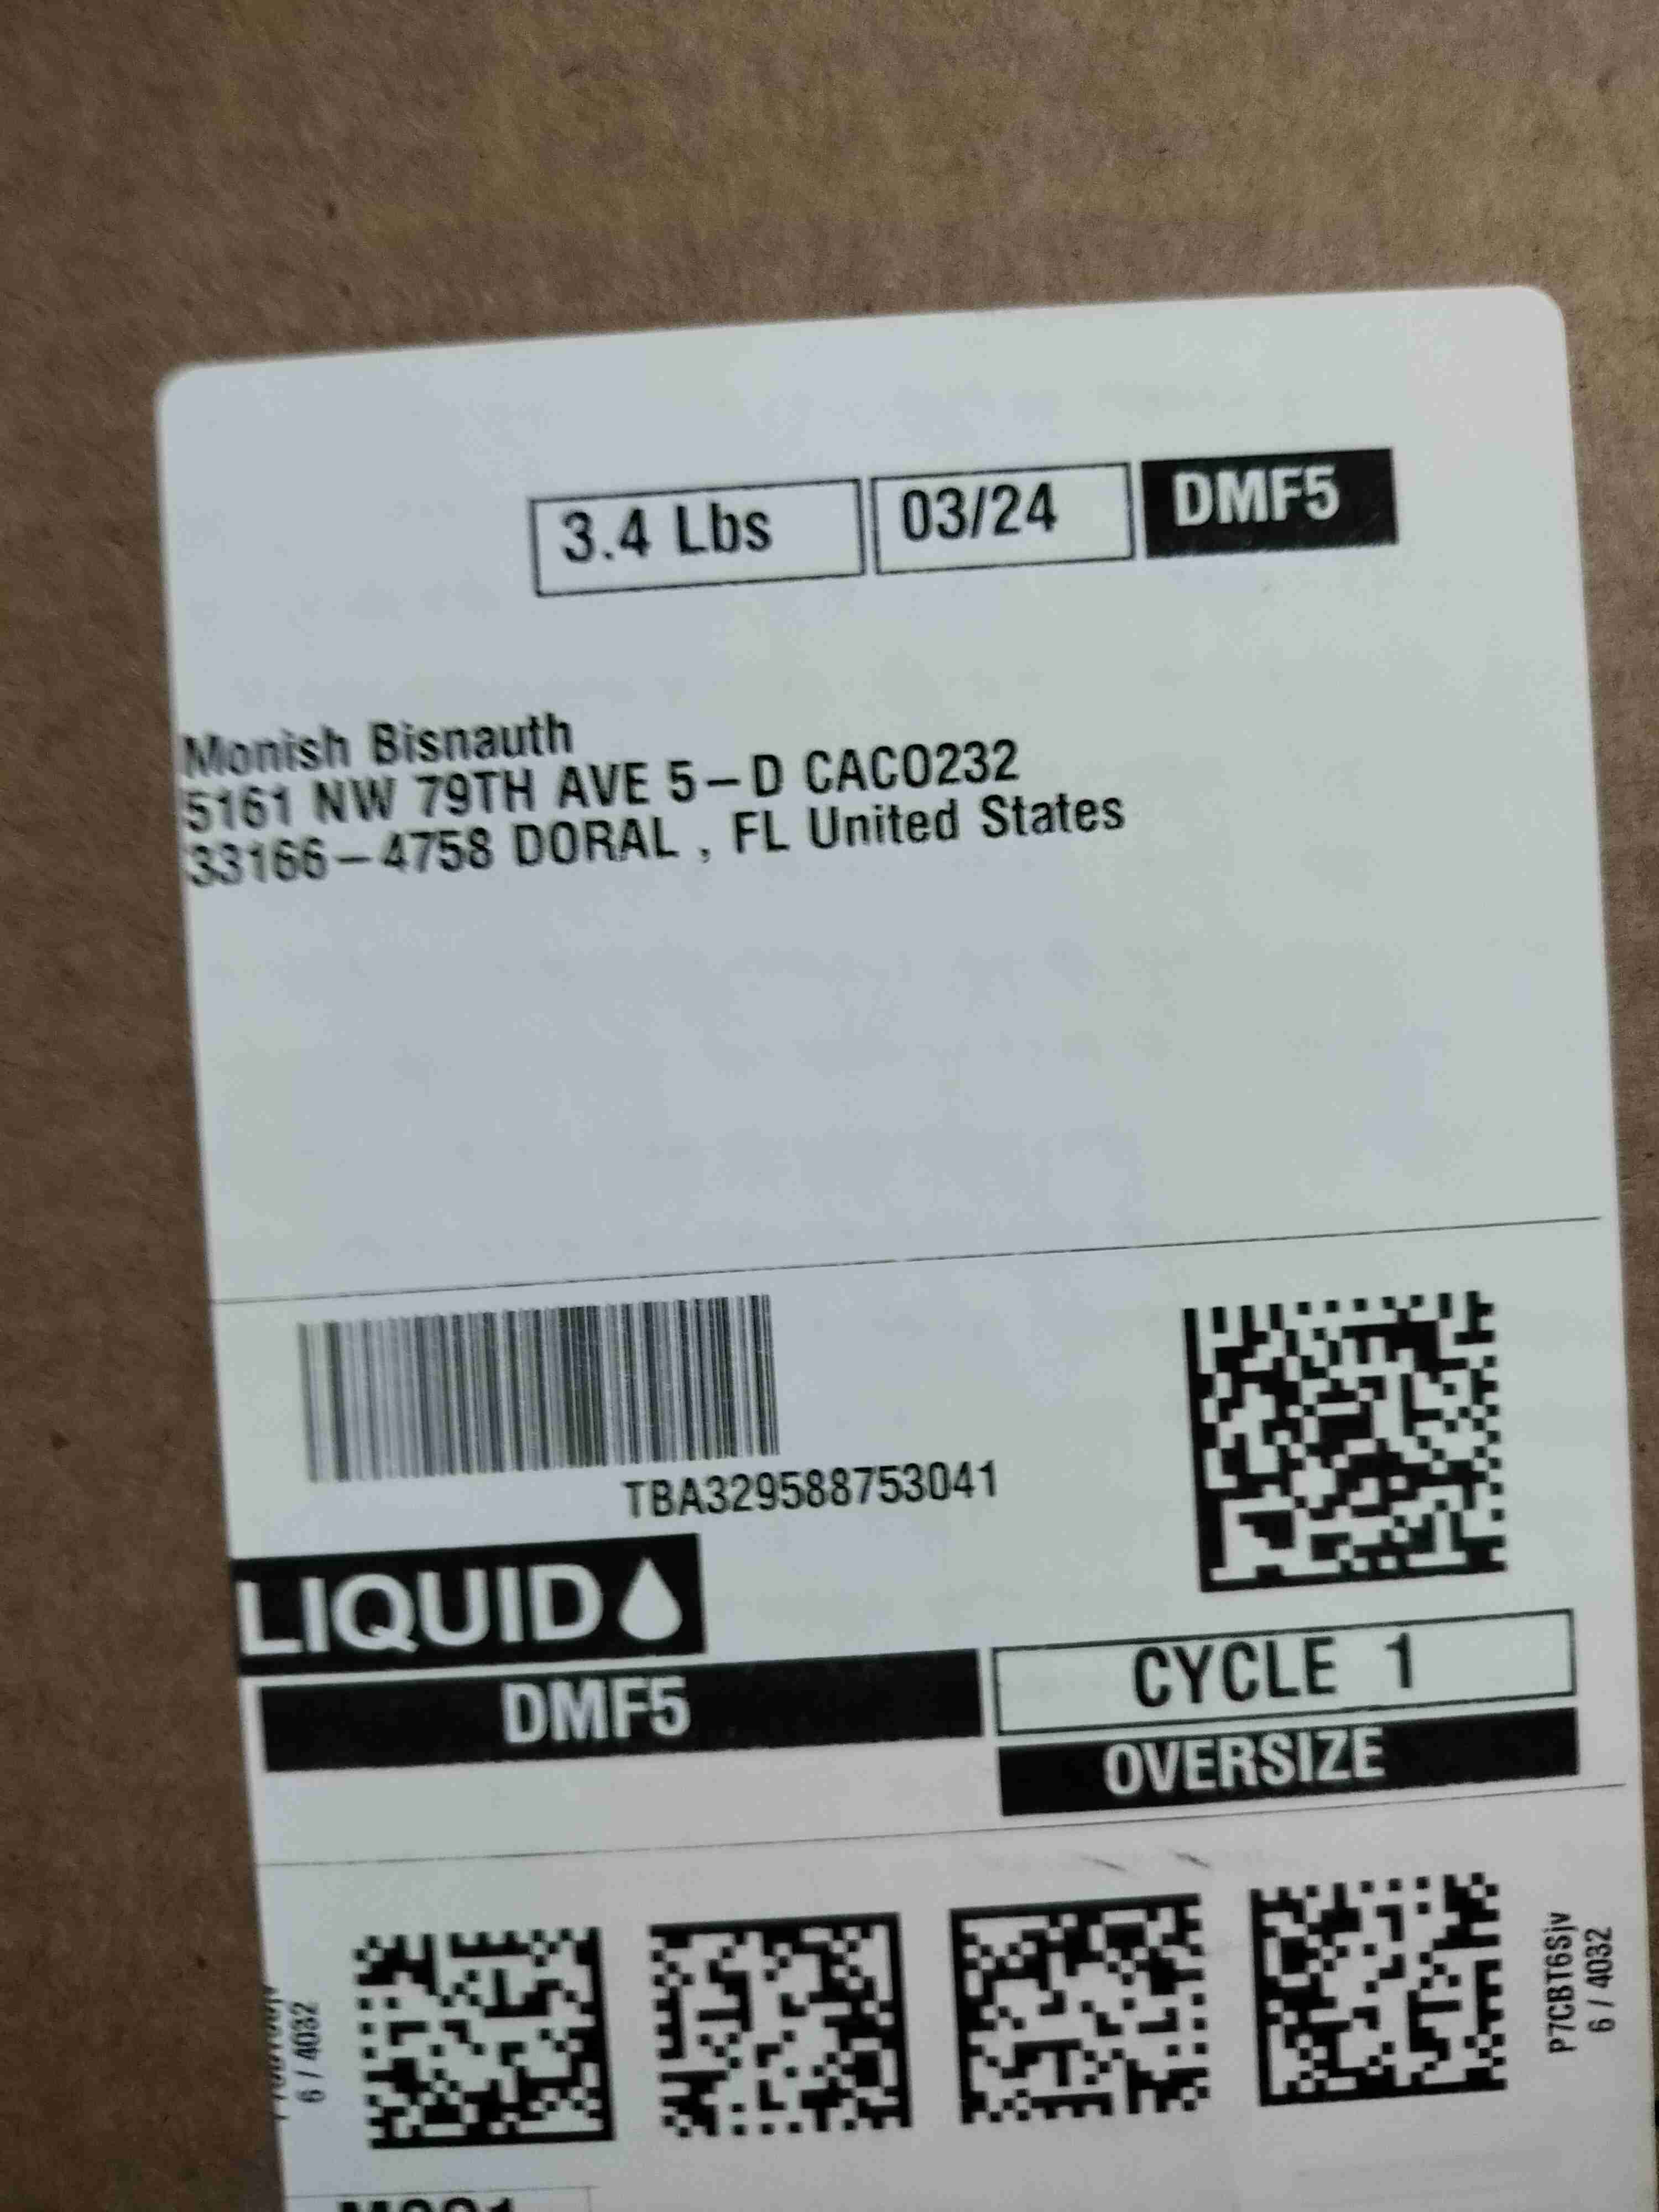 3.4 Lbs 03/24 DMF5
Monish Bisnauth
5161 NW 79TH AVE 5-D CACO232
33166-4758 DORAL , FL United States
TBA329588753041
LIQUID
DMF5
CYCLE 1
OVERSIZE
6 / 4032
P7CBT6Sjv
6 / 4032